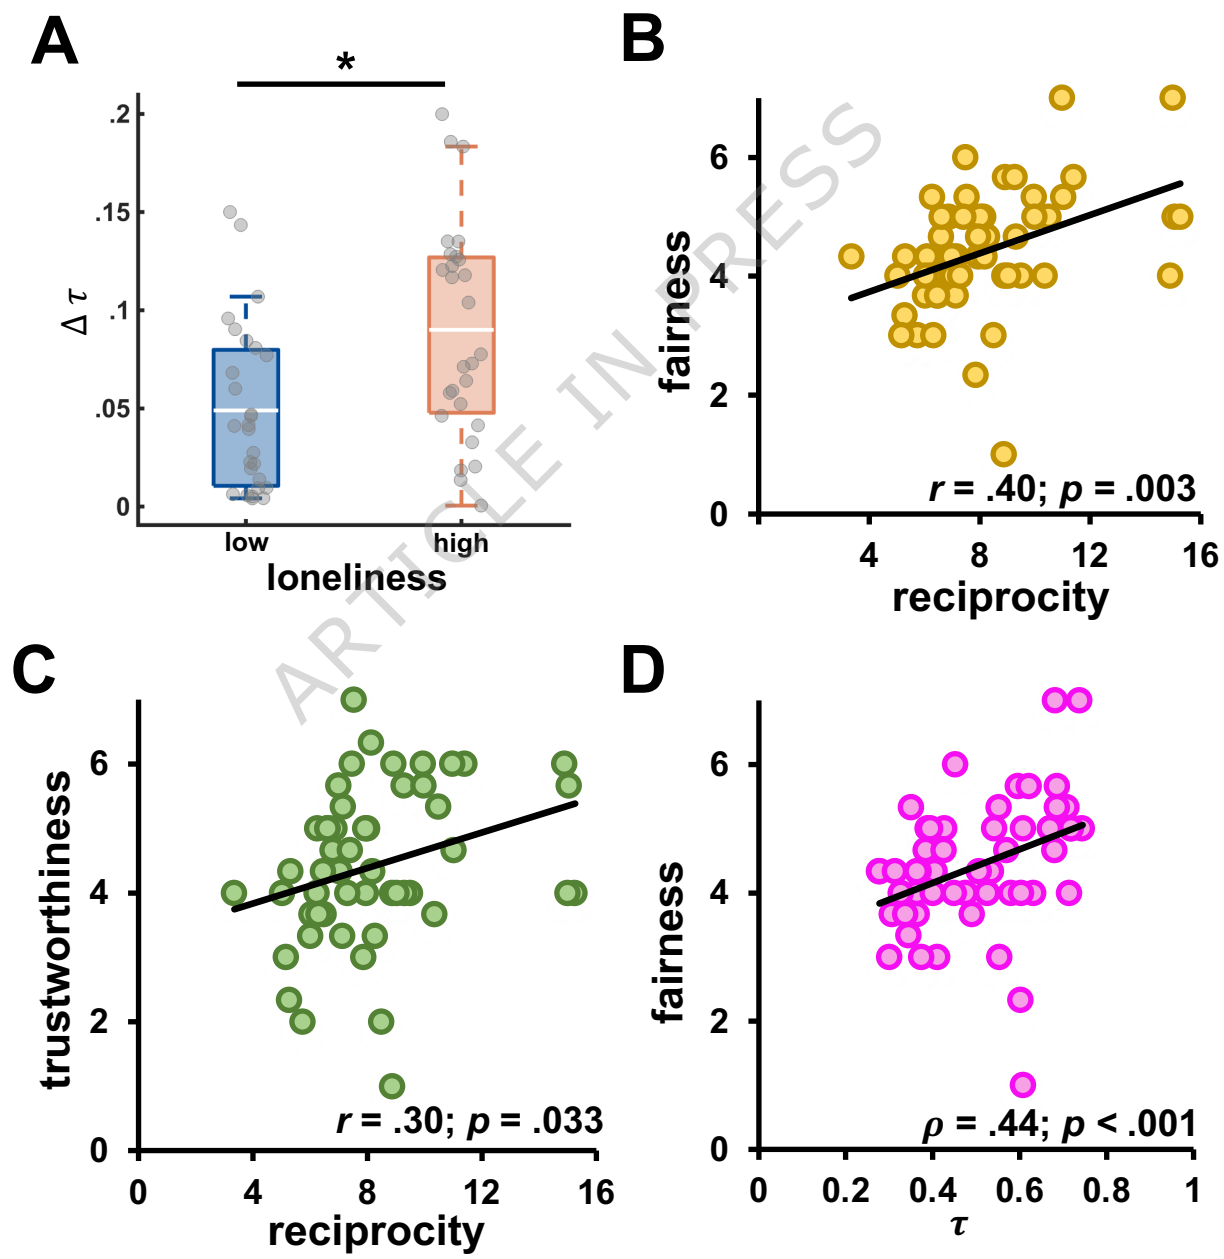 A
*
.2
.15
.1
.05
0
Δ τ
low
high
loneliness
B
6
4
2
0
fairness
r = .40; p = .003
4
8
12
16
reciprocity
ARTICLE IN PRESS
C
6
4
2
0
trustworthiness
r = .30; p = .033
0
4
8
12
16
reciprocity
D
6
4
2
0
fairness
ρ = .44; p < .001
0
0.2
0.4
0.6
0.8
1
τ